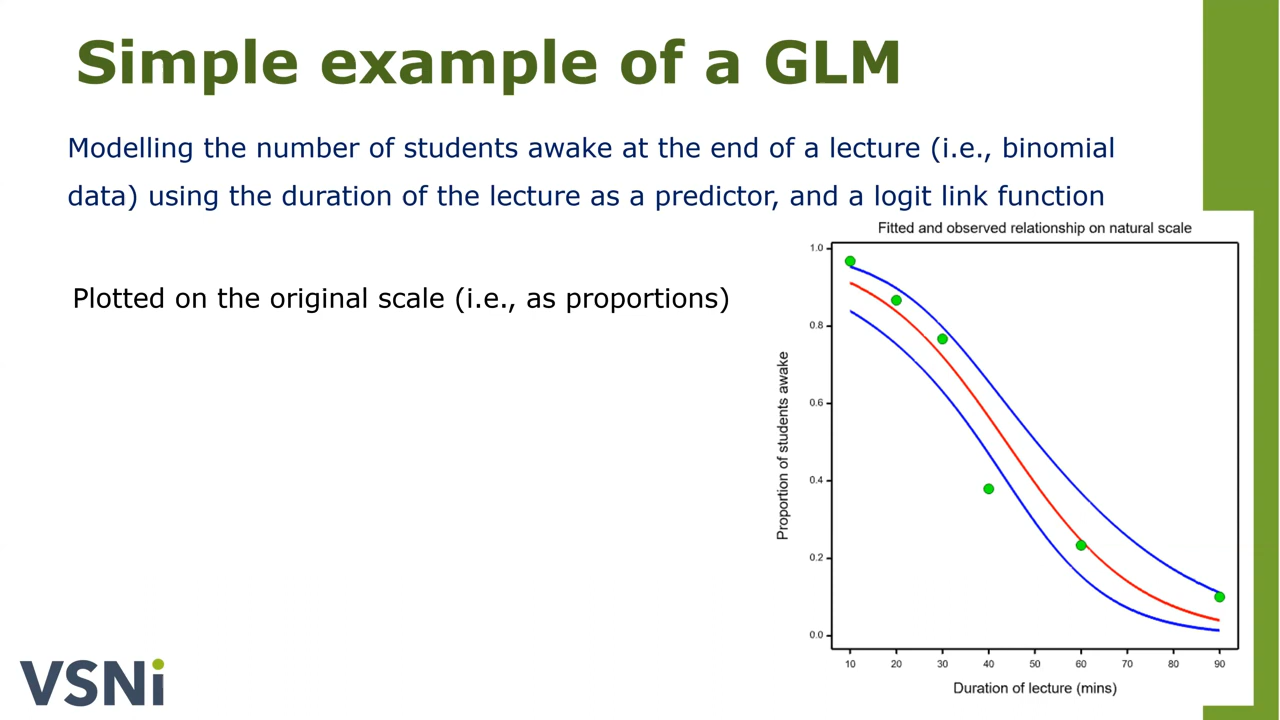 Simple example of a GLM
Modelling the number of students awake at the end of a lecture (i.e., binomial
data) using the duration of the lecture as a predictor, and a logit link function
Plotted on the original scale (i.e., as proportions)
Fitted and observed relationship on natural scale
Proportion of students awake
1.0
0.8
0.6
0.4
0.2
0.0
10 20 30 40 50 60 70 80 90
Duration of lecture (mins)
VSNi